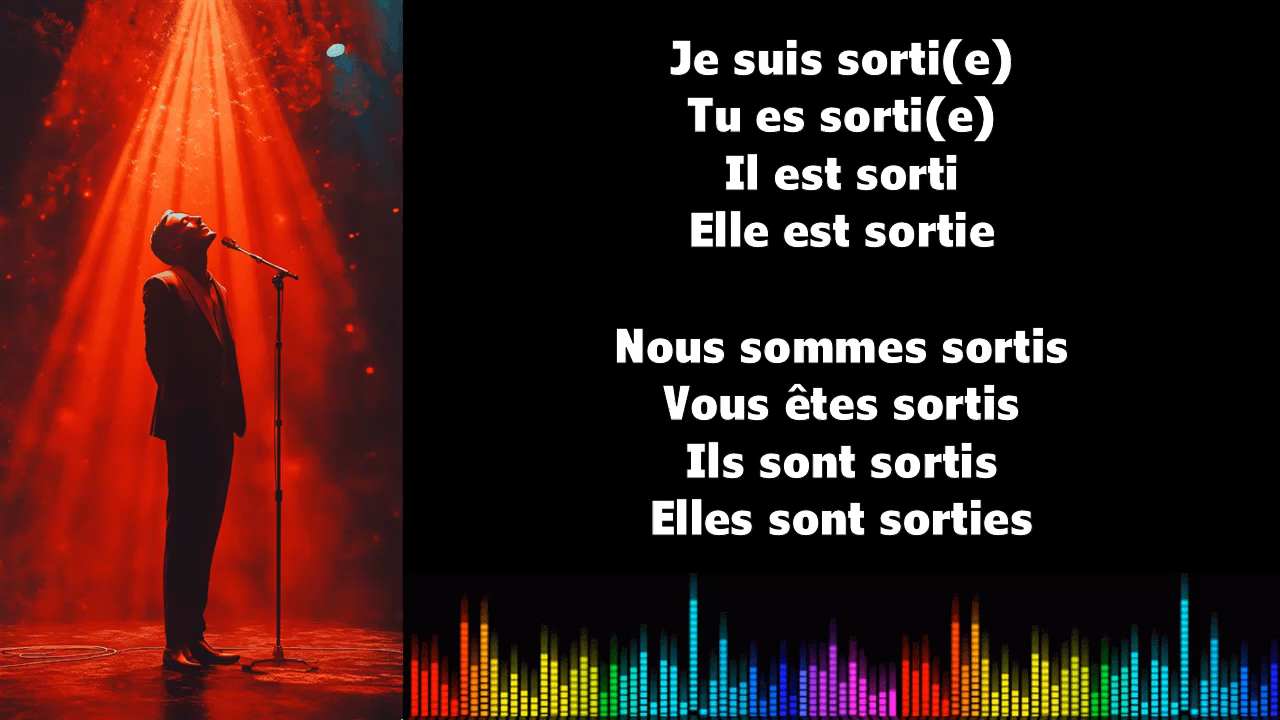 Je suis sorti(e)
Tu es sorti(e)
Il est sorti
Elle est sortie
Nous sommes sortis
Vous êtes sortis
Ils sont sortis
Elles sont sorties